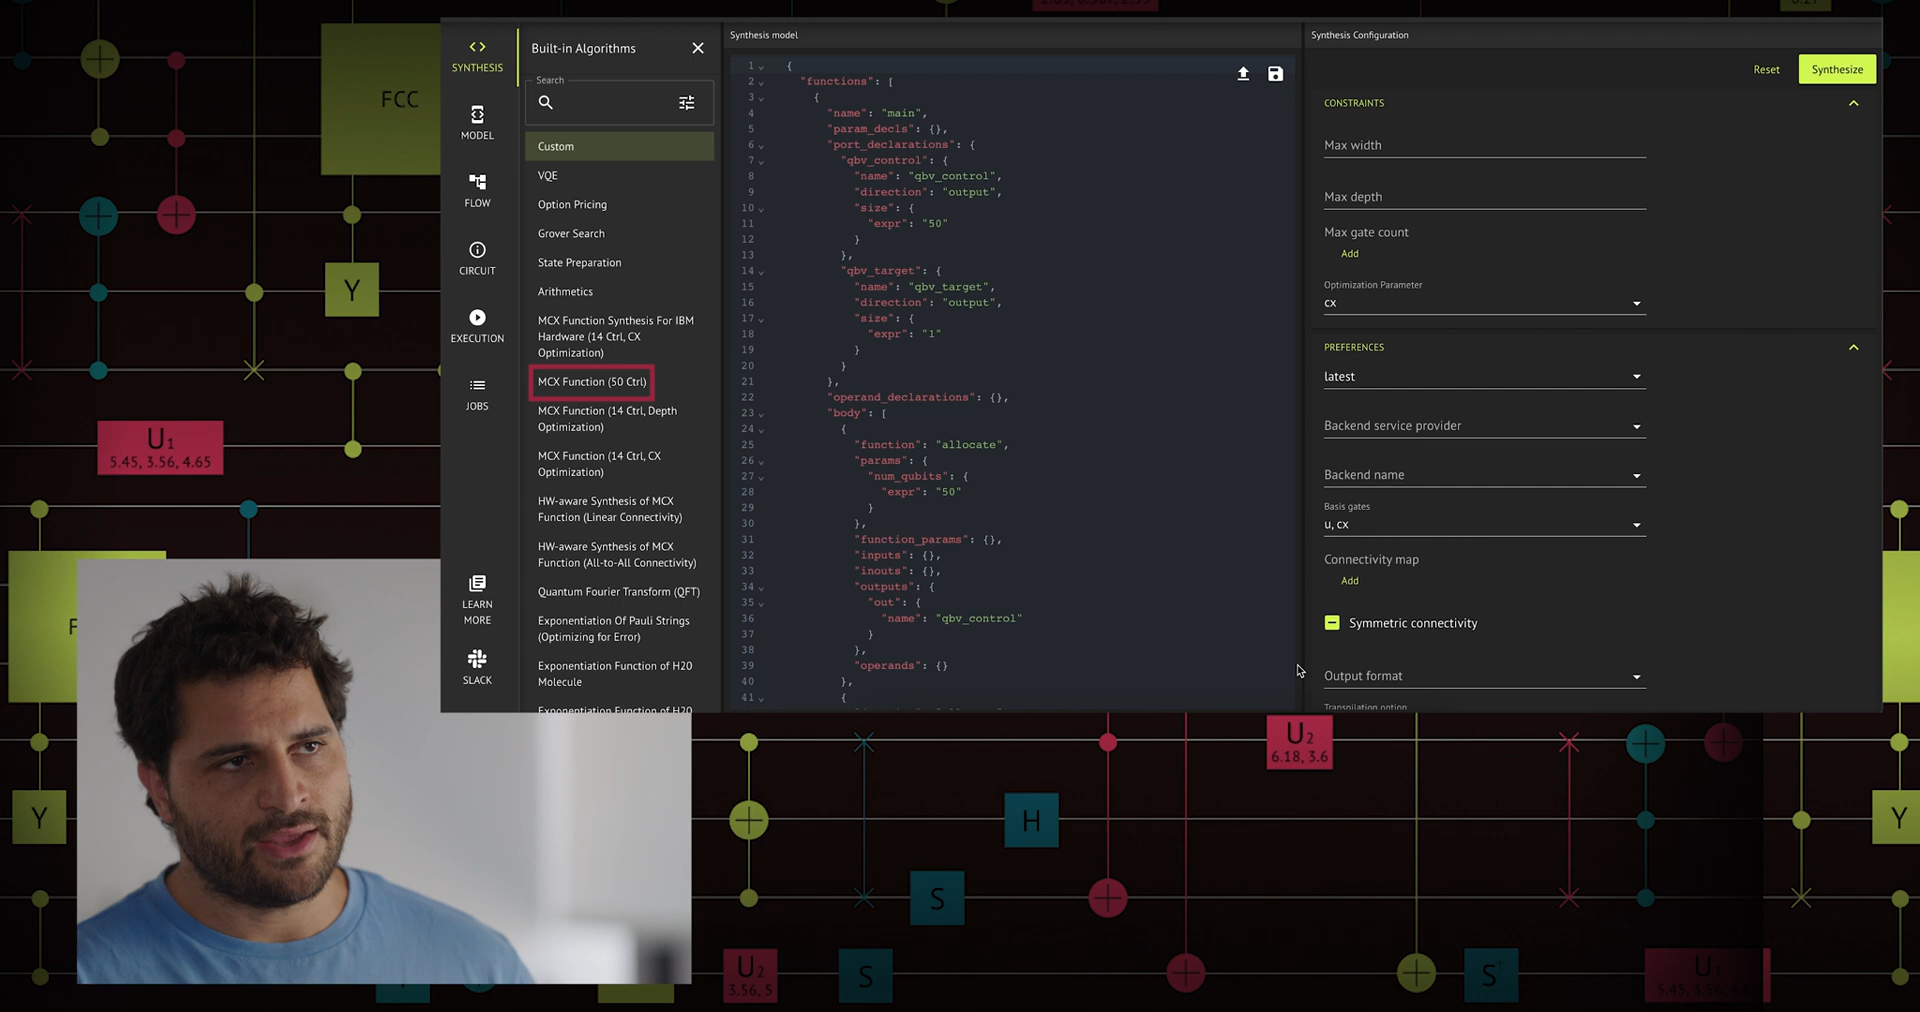 FCC
Y
U1
5.45, 3.56, 4.65
SYNTHESIS
MODEL
FLOW
CIRCUIT
EXECUTION
JOBS
LEARN
MORE
SLACK
Built-in Algorithms
Search
Custom
VQE
Option Pricing
Grover Search
State Preparation
Arithmetics
MCX Function Synthesis For IBM
Hardware (14 Ctrl, CX
Optimization)
MCX Function (50 Ctrl)
MCX Function (14 Ctrl, Depth
Optimization)
MCX Function (14 Ctrl, CX
Optimization)
HW-aware Synthesis of MCX
Function (Linear Connectivity)
HW-aware Synthesis of MCX
Function (All-to-All Connectivity)
Quantum Fourier Transform (QFT)
Exponentiation Of Pauli Strings
(Optimizing for Error)
Exponentiation Function of H20
Molecule
Exponentiation Function of H20
Synthesis model
1 {
2 "functions": [
3 {
4 "name": "main",
5 "param_decls": {},
6 "port_declarations": {
7 "qbv_control": {
8 "name": "qbv_control",
9 "direction": "output",
10 "size": {
11 "expr": "50"
12 }
13 },
14 "qbv_target": {
15 "name": "qbv_target",
16 "direction": "output",
17 "size": {
18 "expr": "1"
19 }
20 }
21 },
22 "operand_declarations": {},
23 "body": [
24 {
25 "function": "allocate",
26 "params": {
27 "num_qubits": {
28 "expr": "50"
29 }
30 },
31 "function_params": {},
32 "inputs": {},
33 "inouts": {},
34 "outputs": {
35 "out": {
36 "name": "qbv_control"
37 }
38 },
39 "operands": {}
40 },
41 {
Synthesis Configuration
Reset
Synthesize
CONSTRAINTS
Max width
Max depth
Max gate count
Add
Optimization Parameter
cx
PREFERENCES
latest
Backend service provider
Backend name
Basis gates
u, cx
Connectivity map
Add
Symmetric connectivity
Output format
Transpilation option
F
Y
U2
6.18, 3.6
H
S
Y
U2
3.56, 5
S
S
U1